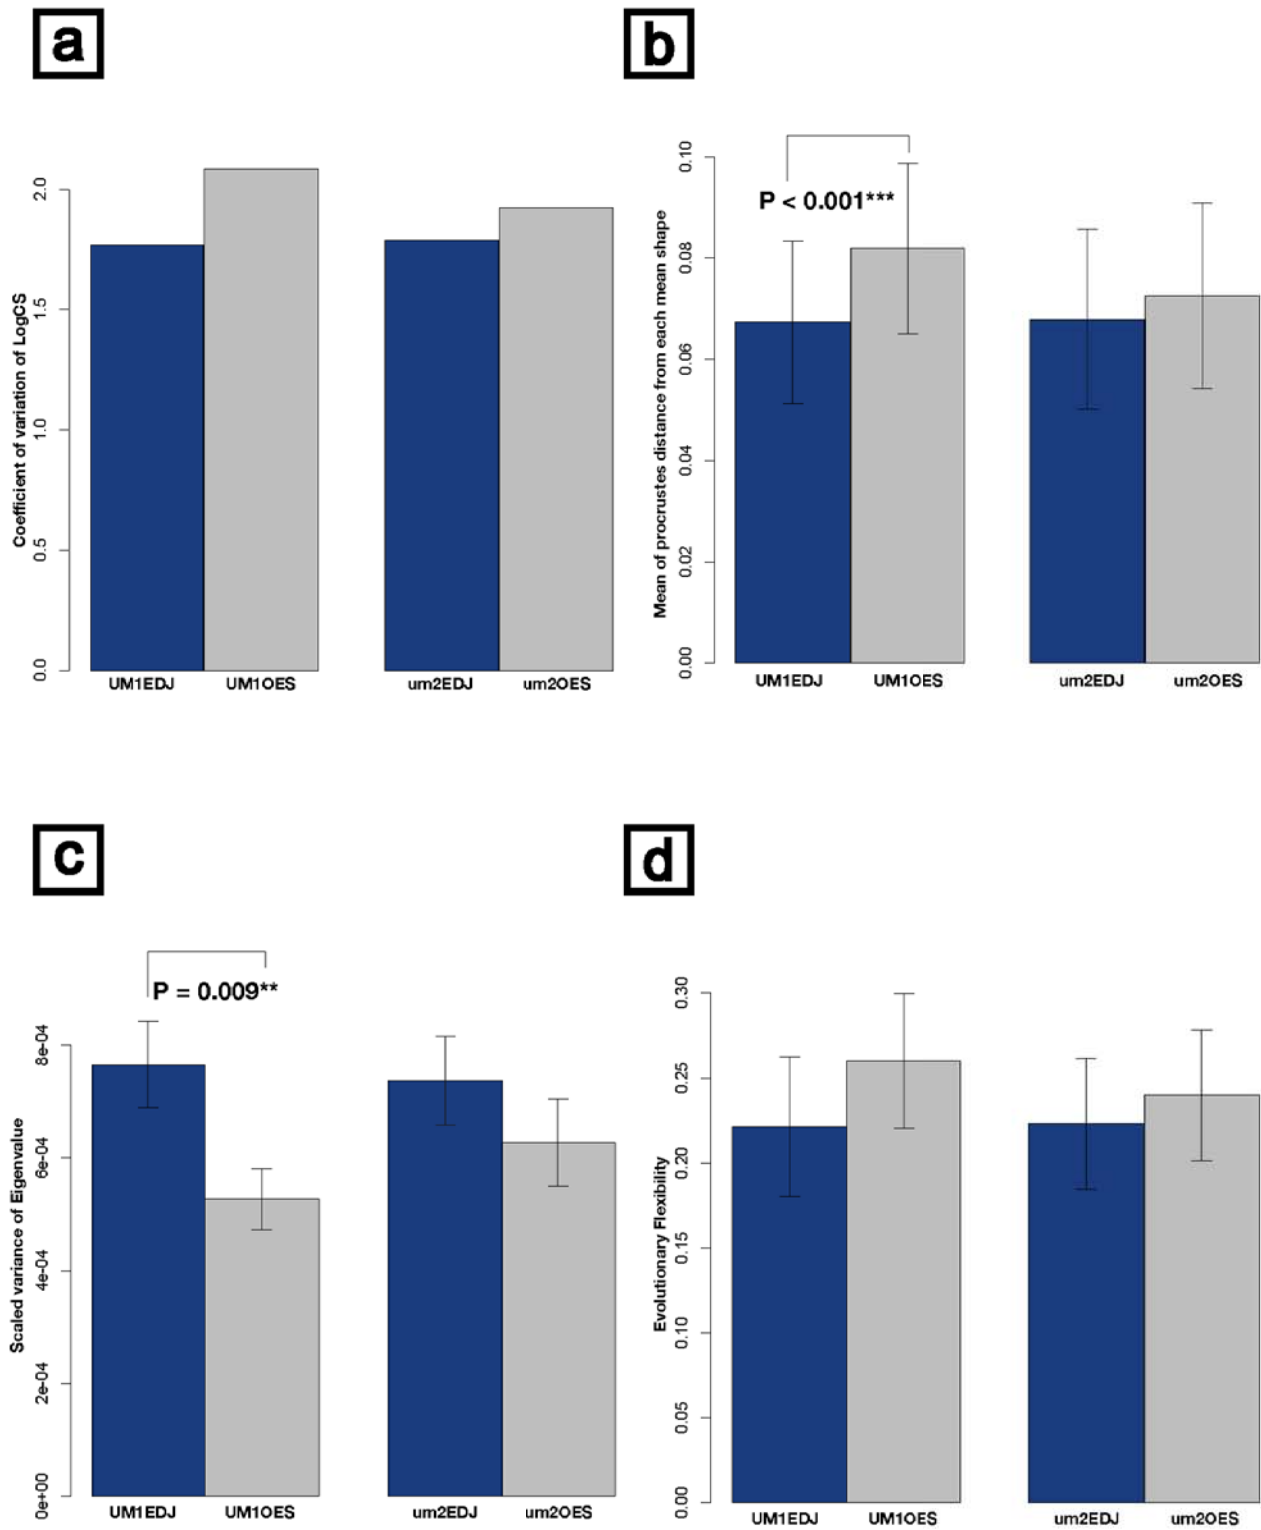 a
Coefficient of variation of LogCS
2.0
1.5
1.0
0.5
0.0
UM1EDJ UM1OES um2EDJ um2OES
b
Mean of procrustes distance from each mean shape
0.10
0.08
0.06
0.04
0.02
0.00
P < 0.001***
UM1EDJ UM1OES um2EDJ um2OES
c
Scaled variance of Eigenvalue
8e-04
6e-04
4e-04
2e-04
0e+00
P = 0.009**
UM1EDJ UM1OES um2EDJ um2OES
d
Evolutionary Flexibility
0.30
0.25
0.20
0.15
0.10
0.05
0.00
UM1EDJ UM1OES um2EDJ um2OES